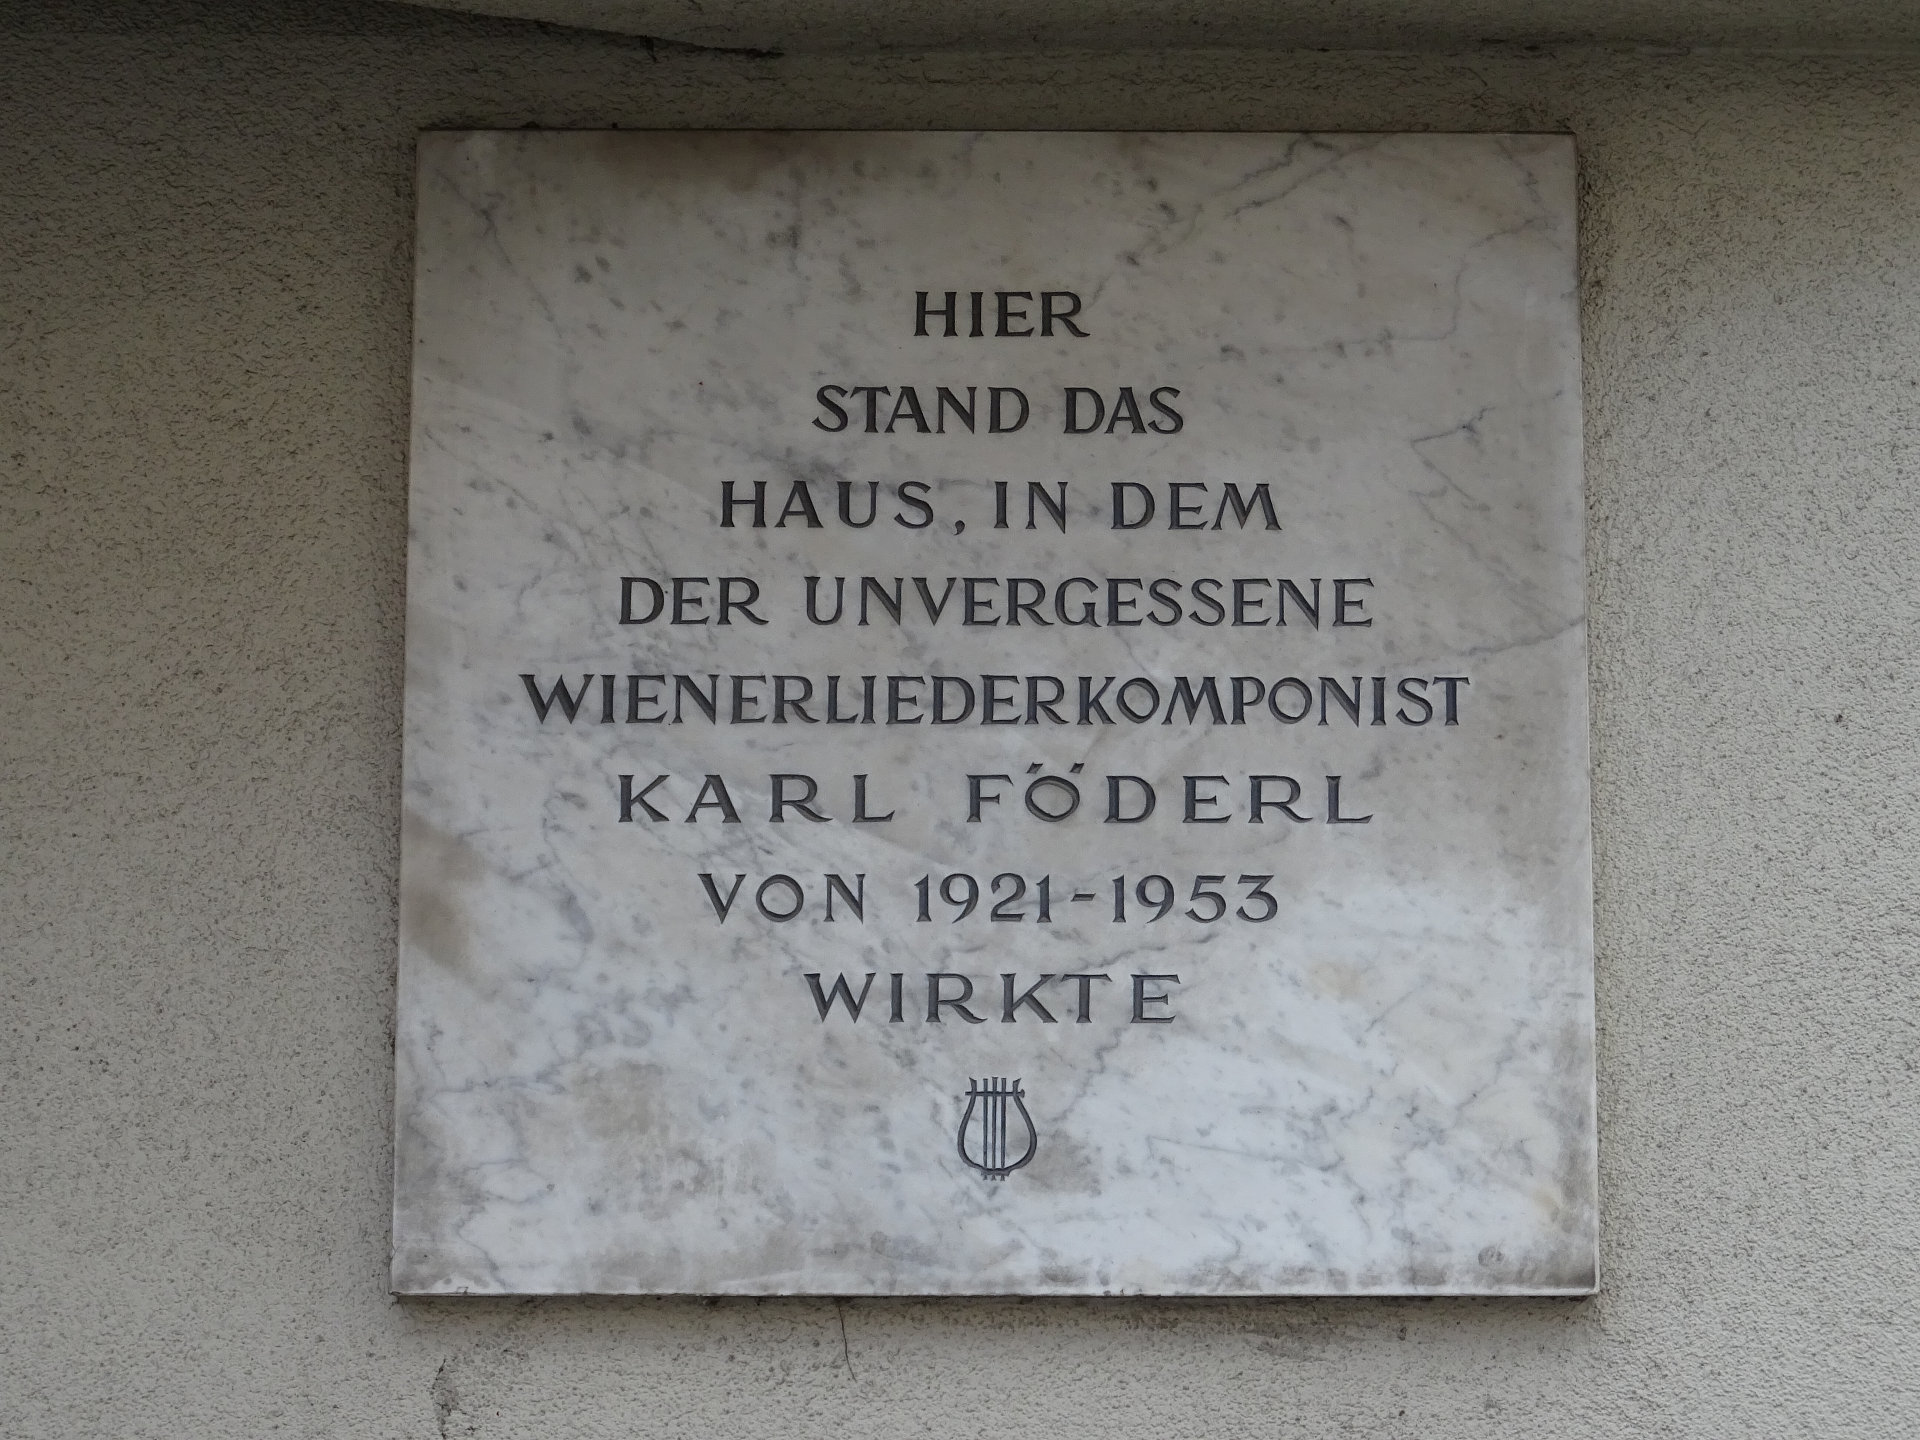 HIER
STAND DAS
HAUS, IN DEM
DER UNVERGESSENE
WIENERLIEDERKOMPONIST
KARL FÖDERL
VON 1921-1953
WIRKTE